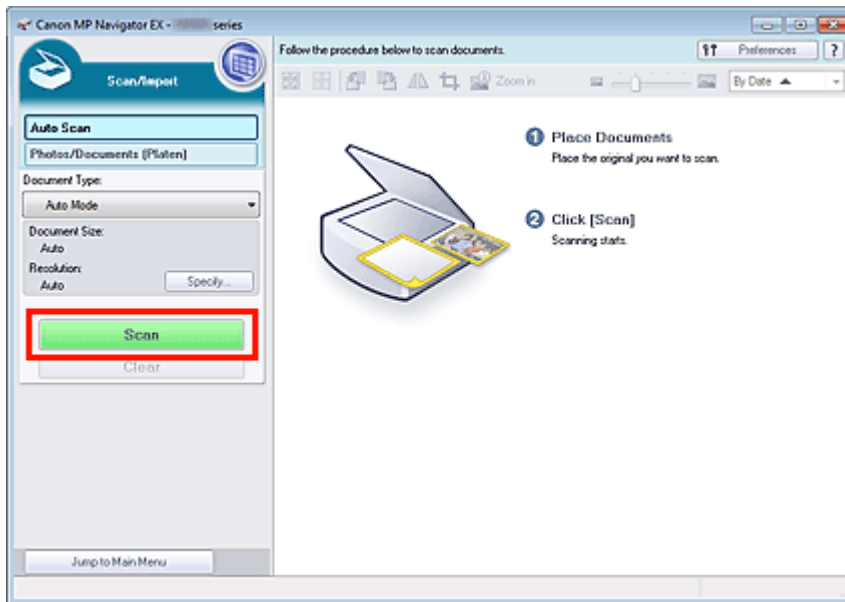 Canon MP Navigator EX - series
Scan/Import
Auto Scan
Photos/Documents (Platen)
Document Type:
Auto Mode
Document Size:
Auto
Resolution:
Auto
Specify...
Scan
Clear
Jump to Main Menu
Follow the procedure below to scan documents.
Preferences
?
Zoom in
By Date
1 Place Documents
Place the original you want to scan.
2 Click [Scan]
Scanning starts.